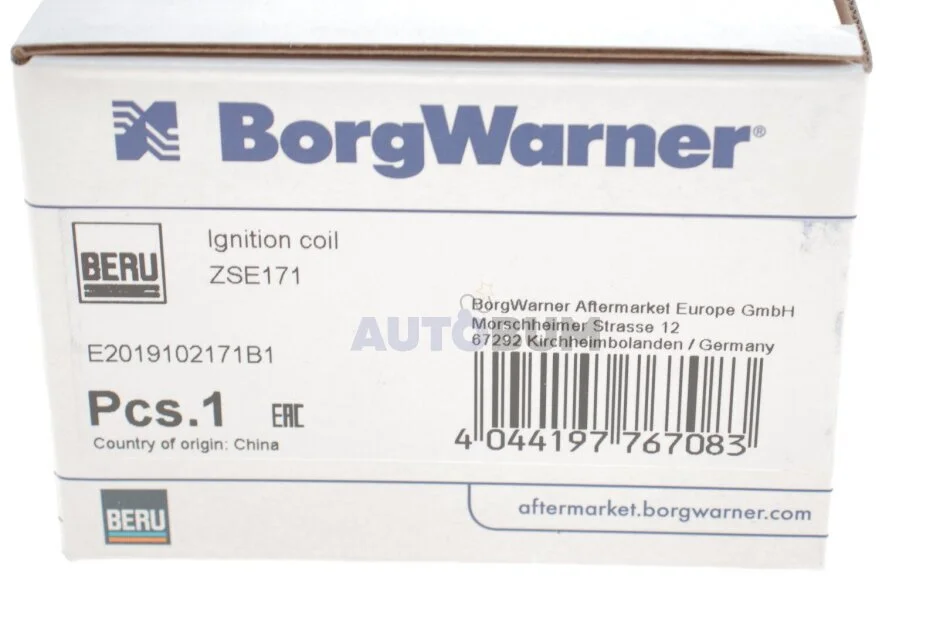 BorgWarner®
BERU
Ignition coil
ZSE171
BorgWarner Aftermarket Europe GmbH
Morschheimer Strasse 12
67292 Kirchheimbolanden / Germany
AUTOBUM
E2019102171B1
Pcs.1 EAC
Country of origin: China
4 044197 767083
BERU
aftermarket.borgwarner.com